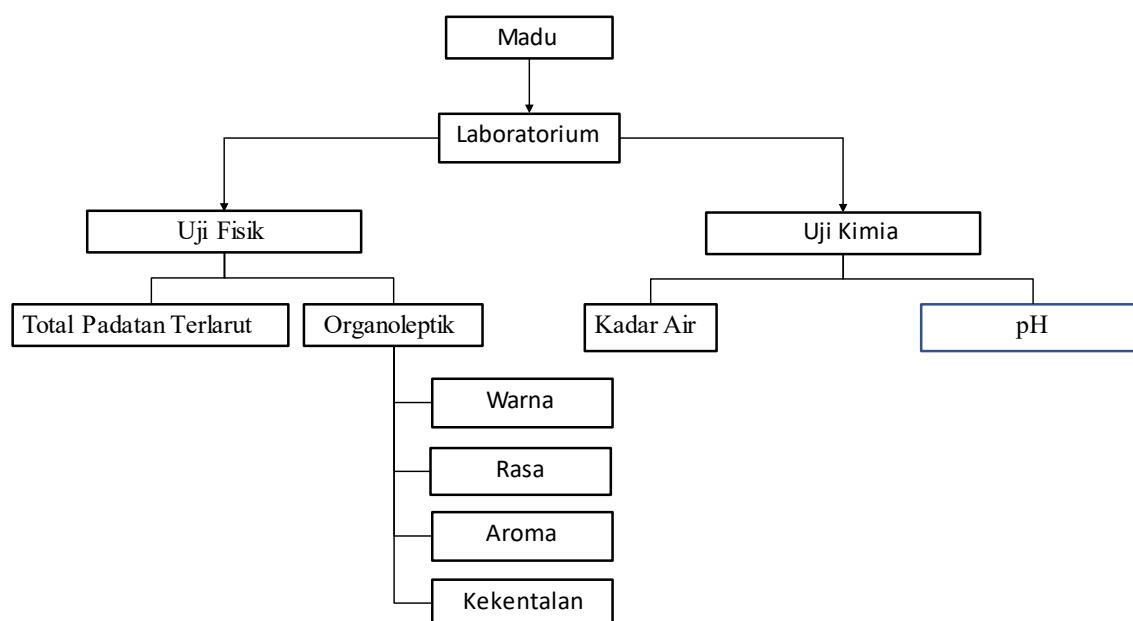 Madu
Laboratorium
Uji Fisik
Uji Kimia
Total Padatan Terlarut
Organoleptik
Kadar Air
pH
Warna
Rasa
Aroma
Kekentalan